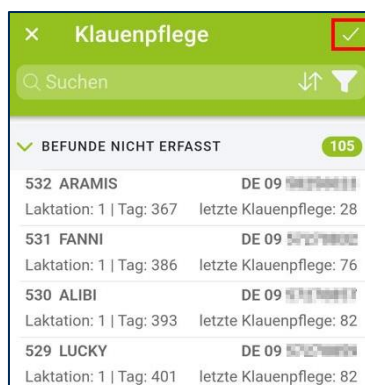 × Klauenpflege
Suchen
BEFUNDE NICHT ERFASST 105
532 ARAMIS DE 09
Laktation: 1 | Tag: 367 letzte Klauenpflege: 28
531 FANNI DE 09
Laktation: 1 | Tag: 386 letzte Klauenpflege: 76
530 ALIBI DE 09
Laktation: 1 | Tag: 393 letzte Klauenpflege: 82
529 LUCKY DE 09
Laktation: 1 | Tag: 401 letzte Klauenpflege: 82